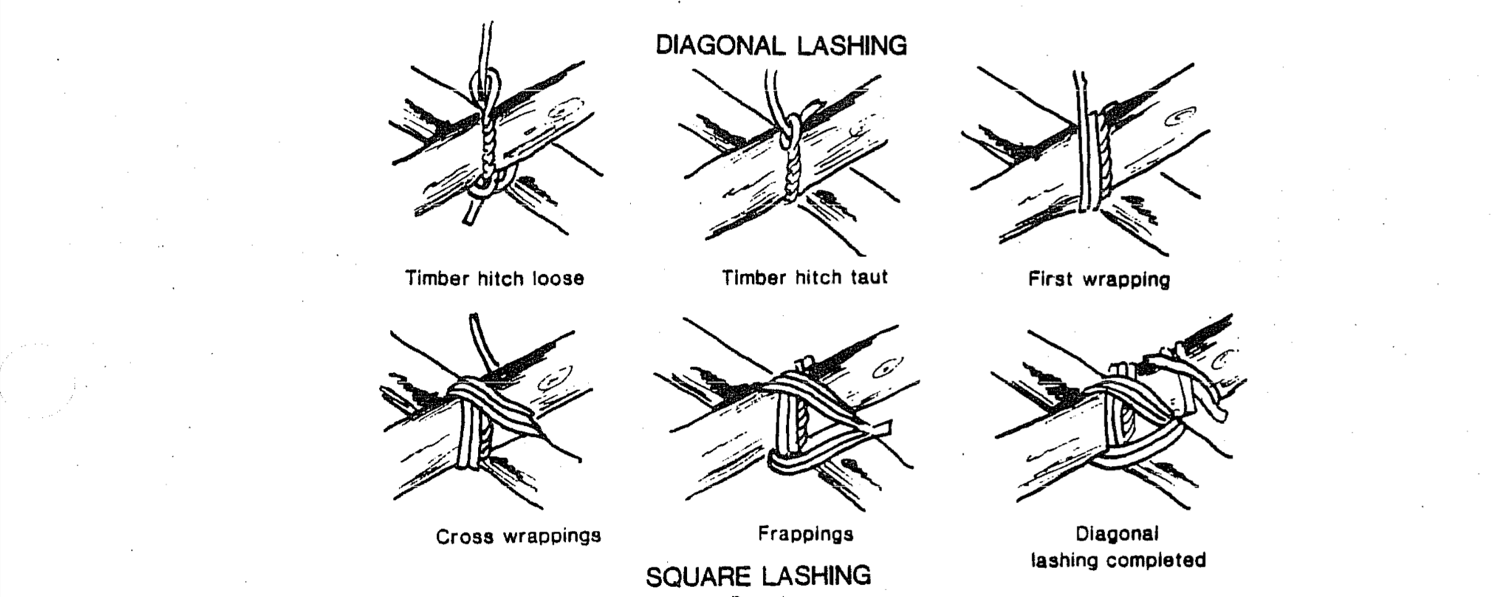 DIAGONAL LASHING
Timber hitch loose
Timber hitch taut
First wrapping
Cross wrappings
Frappings
Diagonal
lashing completed
SQUARE LASHING